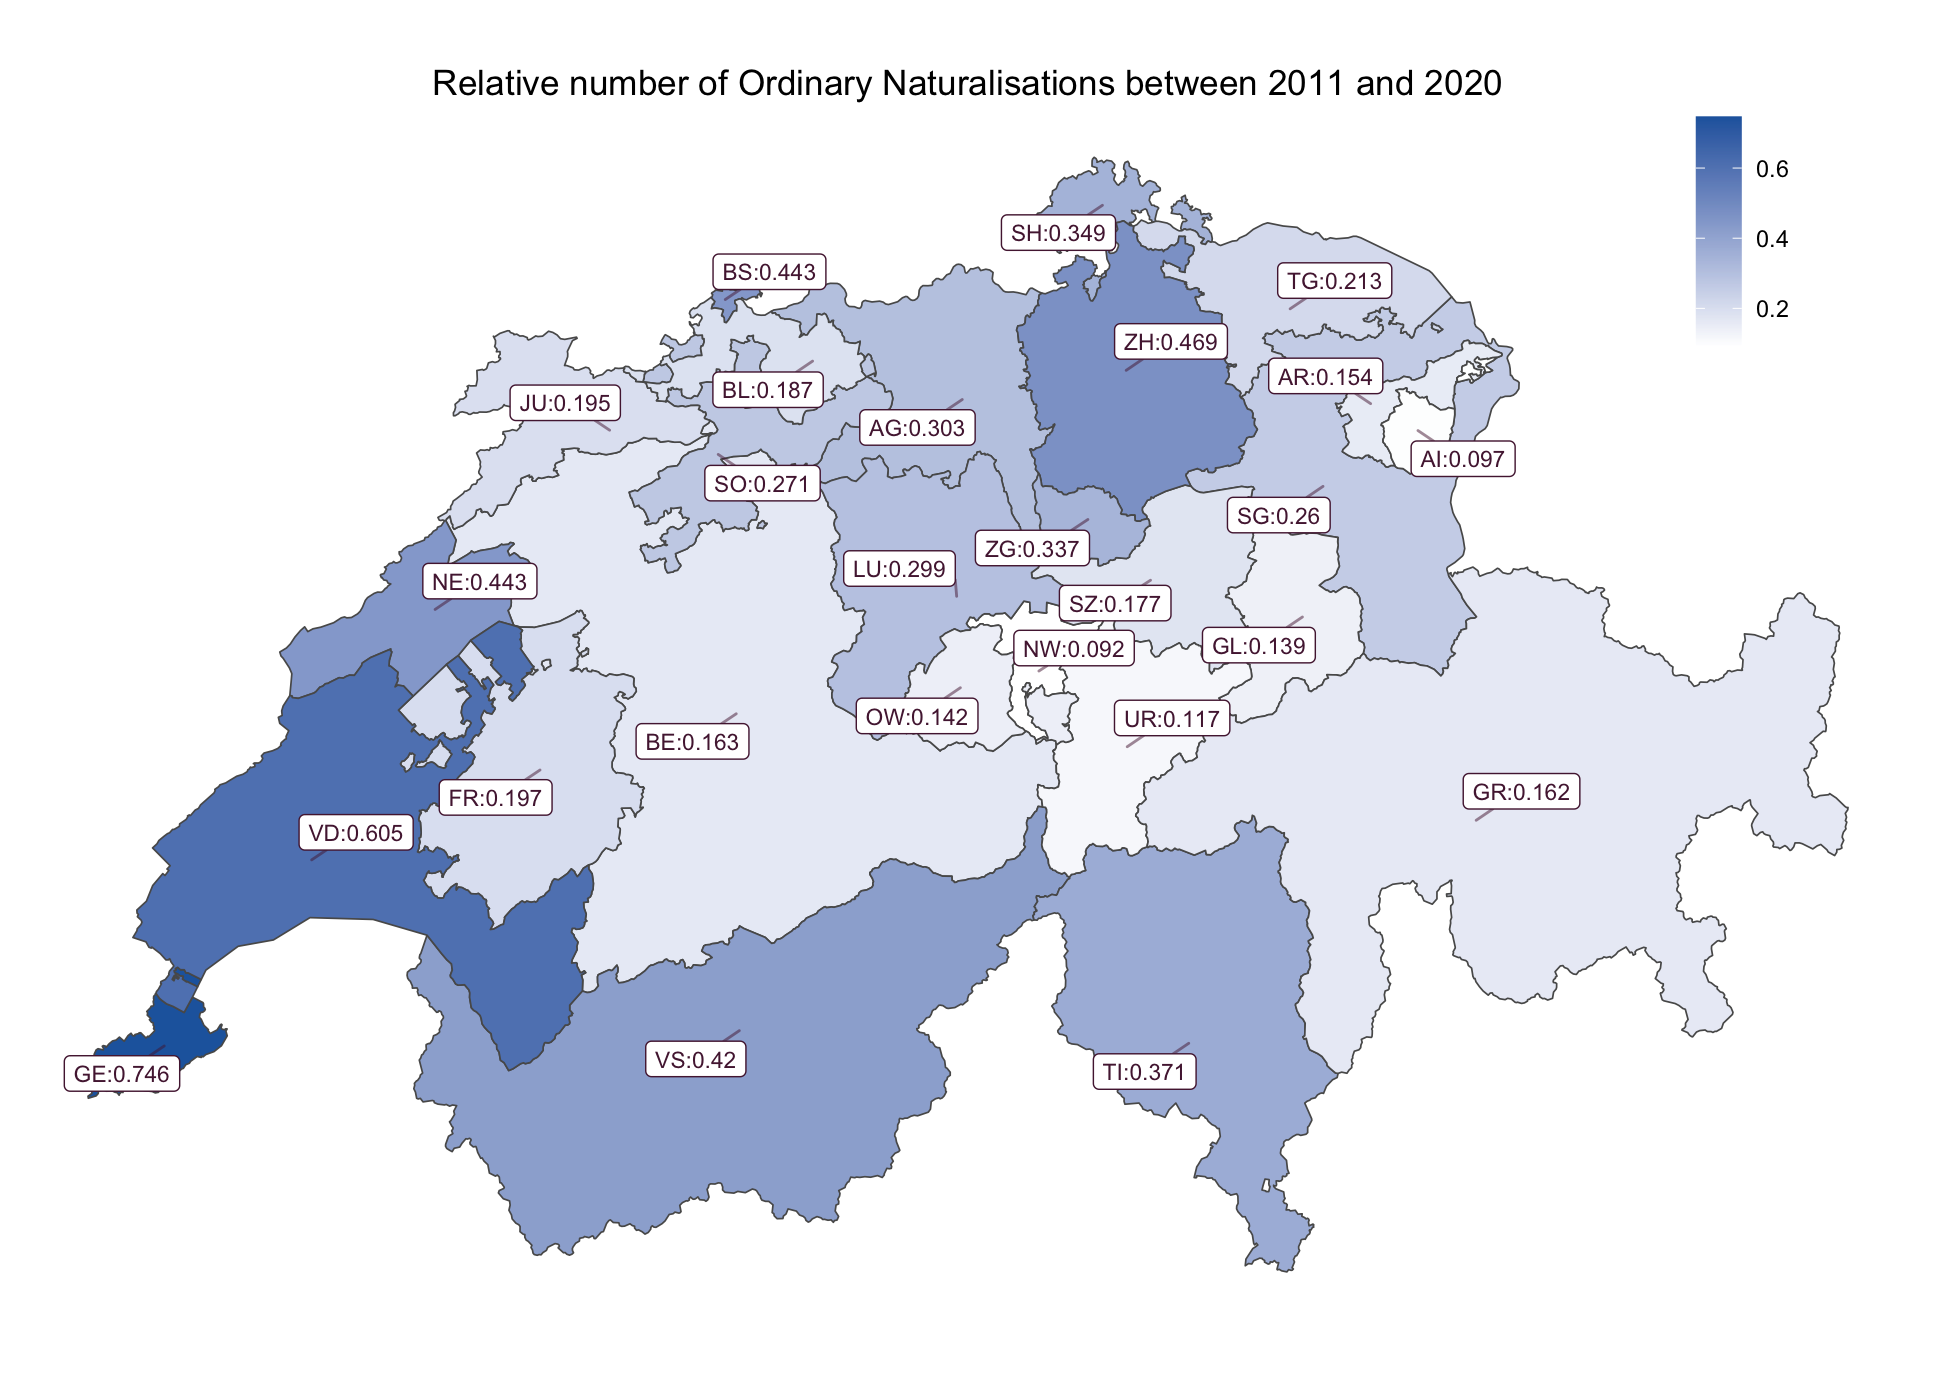 Relative number of Ordinary Naturalisations between 2011 and 2020
0.6
0.4
0.2
SH:0.349
BS:0.443
TG:0.213
ZH:0.469
AR:0.154
BL:0.187
JU:0.195
AG:0.303
AI:0.097
SO:0.271
SG:0.26
ZG:0.337
LU:0.299
NE:0.443
SZ:0.177
GL:0.139
NW:0.092
OW:0.142
UR:0.117
BE:0.163
GR:0.162
FR:0.197
VD:0.605
VS:0.42
TI:0.371
GE:0.746